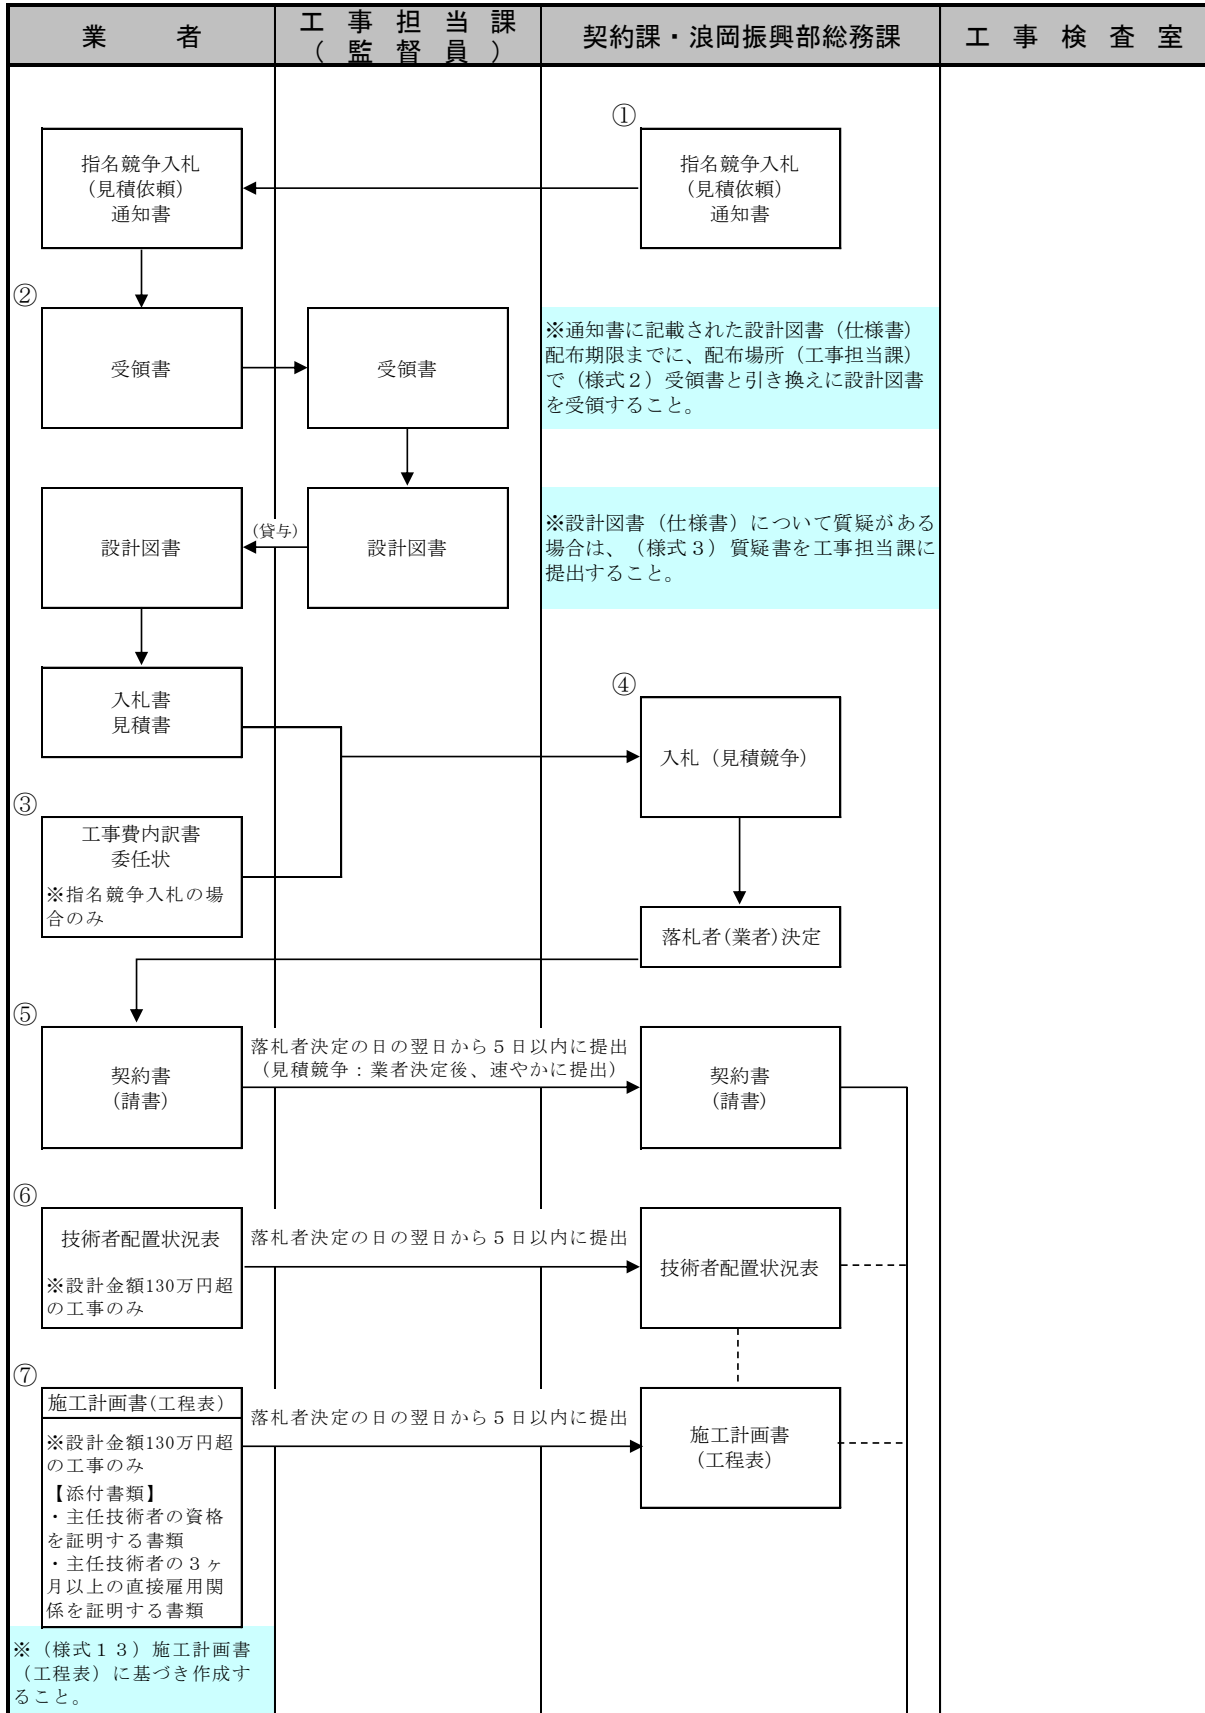 業者
工事担当課
(監督員)
契約課・浪岡振興部総務課
工事検査室
①
指名競争入札
(見積依頼)
通知書
指名競争入札
(見積依頼)
通知書
②
受領書
受領書
※通知書に記載された設計図書(仕様書)
配布期限までに、配布場所(工事担当課)
で(様式2)受領書と引き換えに設計図書
を受領すること。
設計図書
(貸与)
設計図書
※設計図書(仕様書)について質疑がある
場合は、(様式3)質疑書を工事担当課に
提出すること。
入札書
見積書
④
入札(見積競争)
③
工事費内訳書
委任状
※指名競争入札の場
合のみ
落札者(業者)決定
⑤
契約書
(請書)
落札者決定の日の翌日から5日以内に提出
(見積競争:業者決定後、速やかに提出)
契約書
(請書)
⑥
技術者配置状況表
※設計金額130万円超
の工事のみ
落札者決定の日の翌日から5日以内に提出
技術者配置状況表
⑦
施工計画書(工程表)
※設計金額130万円超
の工事のみ
【添付書類】
・主任技術者の資格
を証明する書類
・主任技術者の3ヶ
月以上の直接雇用関
係を証明する書類
落札者決定の日の翌日から5日以内に提出
施工計画書
(工程表)
※(様式13)施工計画書
(工程表)に基づき作成す
ること。